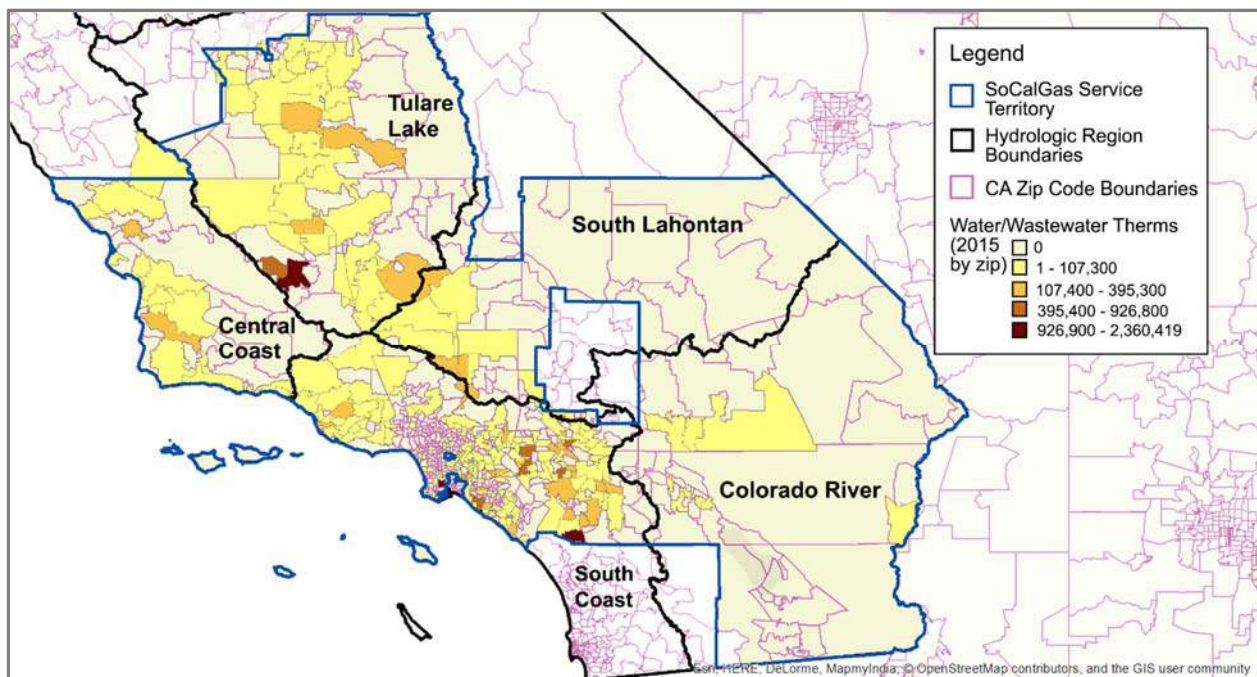 Legend
SoCalGas Service
Territory
Hydrologic Region
Boundaries
CA Zip Code Boundaries
Water/Wastewater Therms
(2015
by zip)
0
1 - 107,300
107,400 - 395,300
395,400 - 926,800
926,900 - 2,360,419
Tulare
Lake
South Lahontan
Central
Coast
Colorado River
South
Coast
Esri, HERE, DeLorme, MapmyIndia, © OpenStreetMap contributors, and the GIS user community